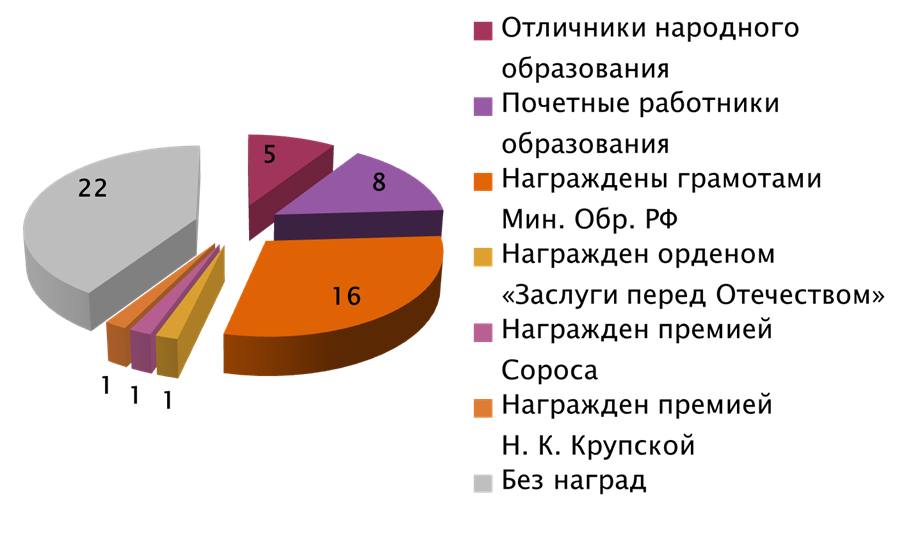 Отличники народного
образования
Почетные работники
образования
Награждены грамотами
Мин. Обр. РФ
Награжден орденом
«Заслуги перед Отечеством»
Награжден премией
Сороса
Награжден премией
Н. К. Крупской
Без наград
5
8
16
1
1
1
22